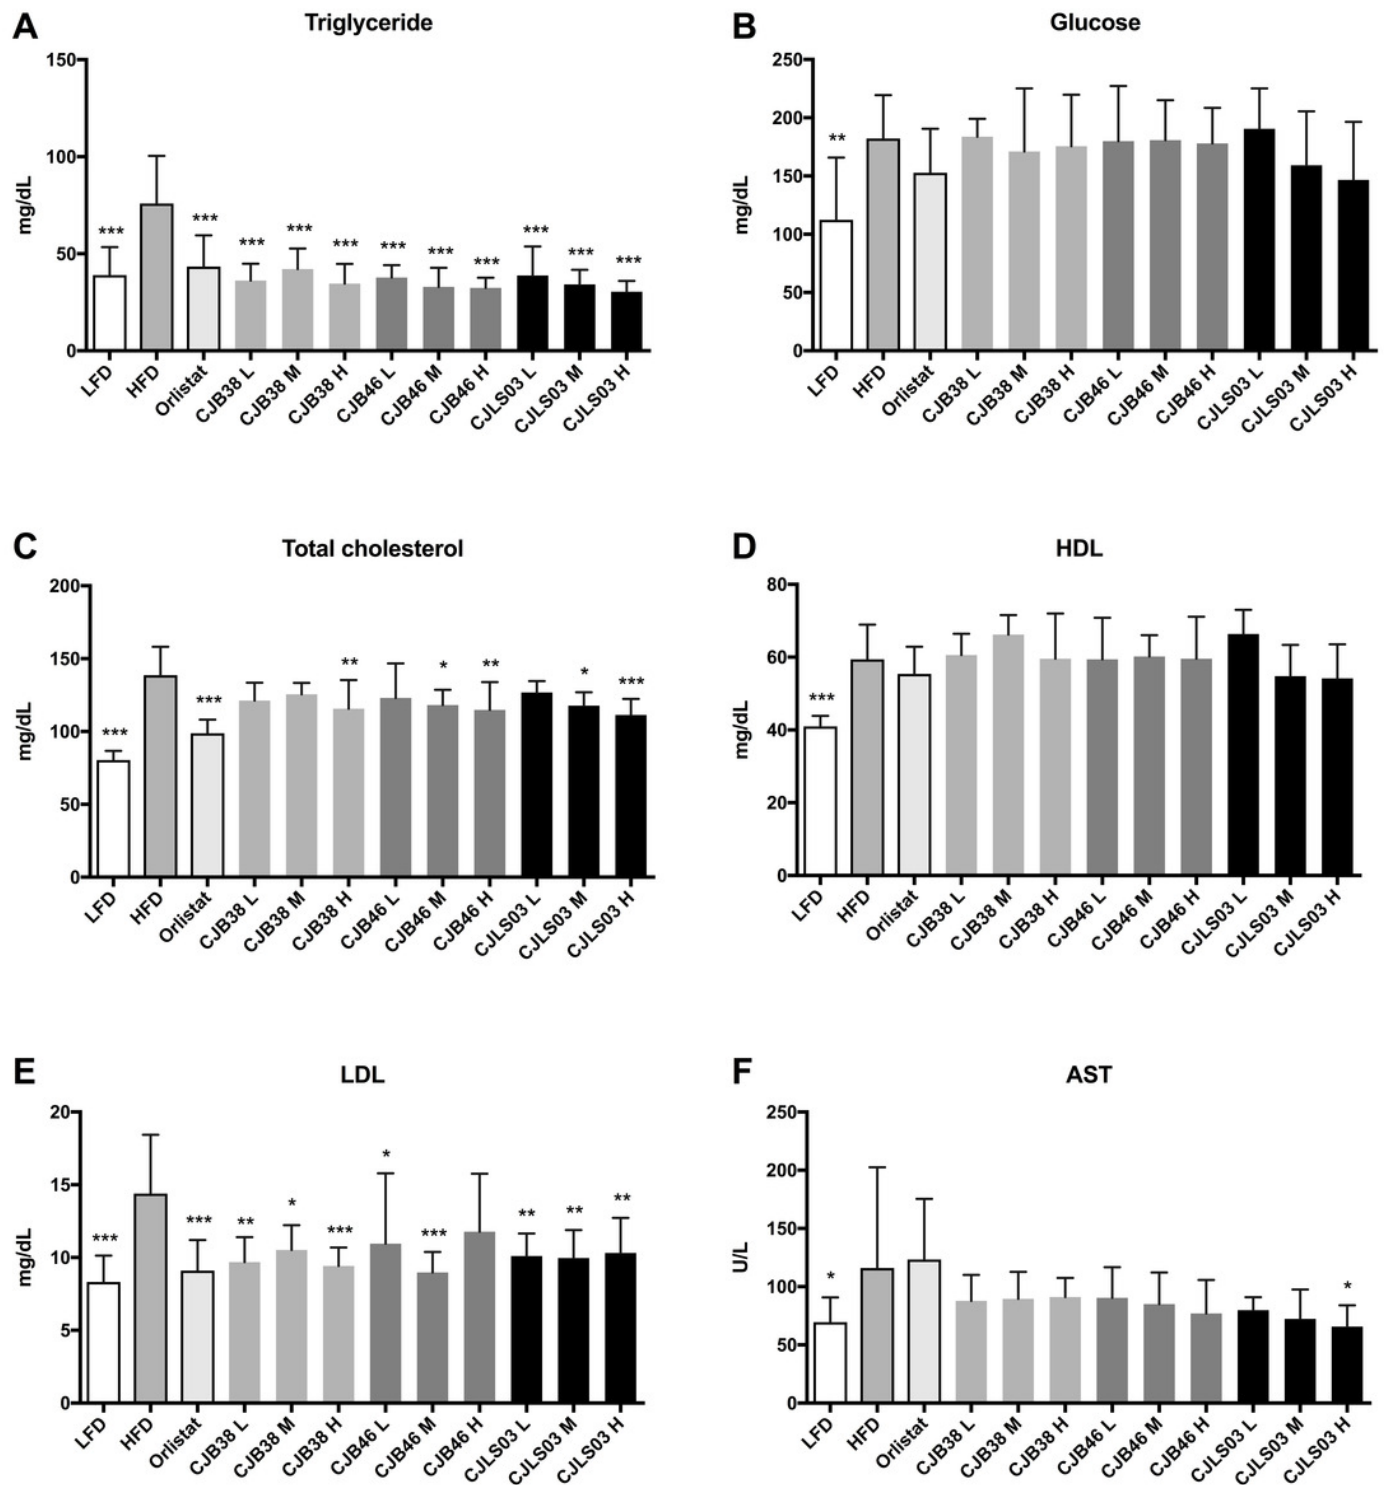 A
Triglyceride
150
100
50
0
mg/dL
***
***
***
***
***
***
***
***
***
***
***
LFD
HFD
Orlistat
CJB38 L
CJB38 M
CJB38 H
CJB46 L
CJB46 M
CJB46 H
CJLS03 L
CJLS03 M
CJLS03 H
B
Glucose
250
200
150
100
50
0
mg/dL
**
LFD
HFD
Orlistat
CJB38 L
CJB38 M
CJB38 H
CJB46 L
CJB46 M
CJB46 H
CJLS03 L
CJLS03 M
CJLS03 H
C
Total cholesterol
200
150
100
50
0
mg/dL
***
***
**
*
**
*
***
LFD
HFD
Orlistat
CJB38 L
CJB38 M
CJB38 H
CJB46 L
CJB46 M
CJB46 H
CJLS03 L
CJLS03 M
CJLS03 H
D
HDL
80
60
40
20
0
mg/dL
***
LFD
HFD
Orlistat
CJB38 L
CJB38 M
CJB38 H
CJB46 L
CJB46 M
CJB46 H
CJLS03 L
CJLS03 M
CJLS03 H
E
LDL
20
15
10
5
0
mg/dL
***
***
**
*
***
*
***
**
**
**
LFD
HFD
Orlistat
CJB38 L
CJB38 M
CJB38 H
CJB46 L
CJB46 M
CJB46 H
CJLS03 L
CJLS03 M
CJLS03 H
F
AST
250
200
150
100
50
0
U/L
*
*
LFD
HFD
Orlistat
CJB38 L
CJB38 M
CJB38 H
CJB46 L
CJB46 M
CJB46 H
CJLS03 L
CJLS03 M
CJLS03 H